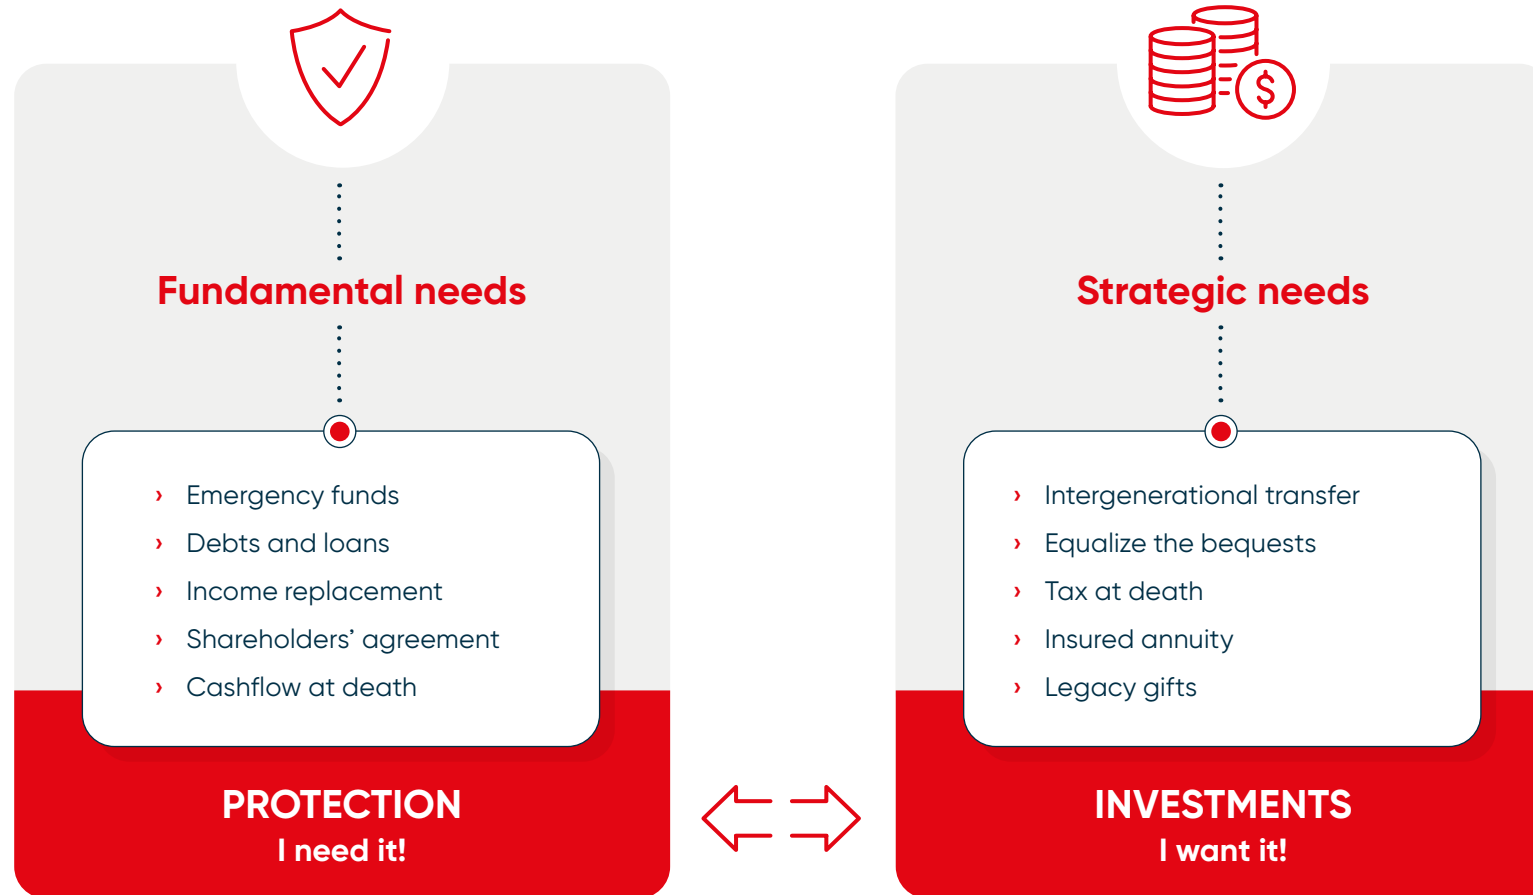 Fundamental needs
› Emergency funds
› Debts and loans
› Income replacement
› Shareholders’ agreement
› Cashflow at death
PROTECTION
I need it!
$
Strategic needs
› Intergenerational transfer
› Equalize the bequests
› Tax at death
› Insured annuity
› Legacy gifts
INVESTMENTS
I want it!